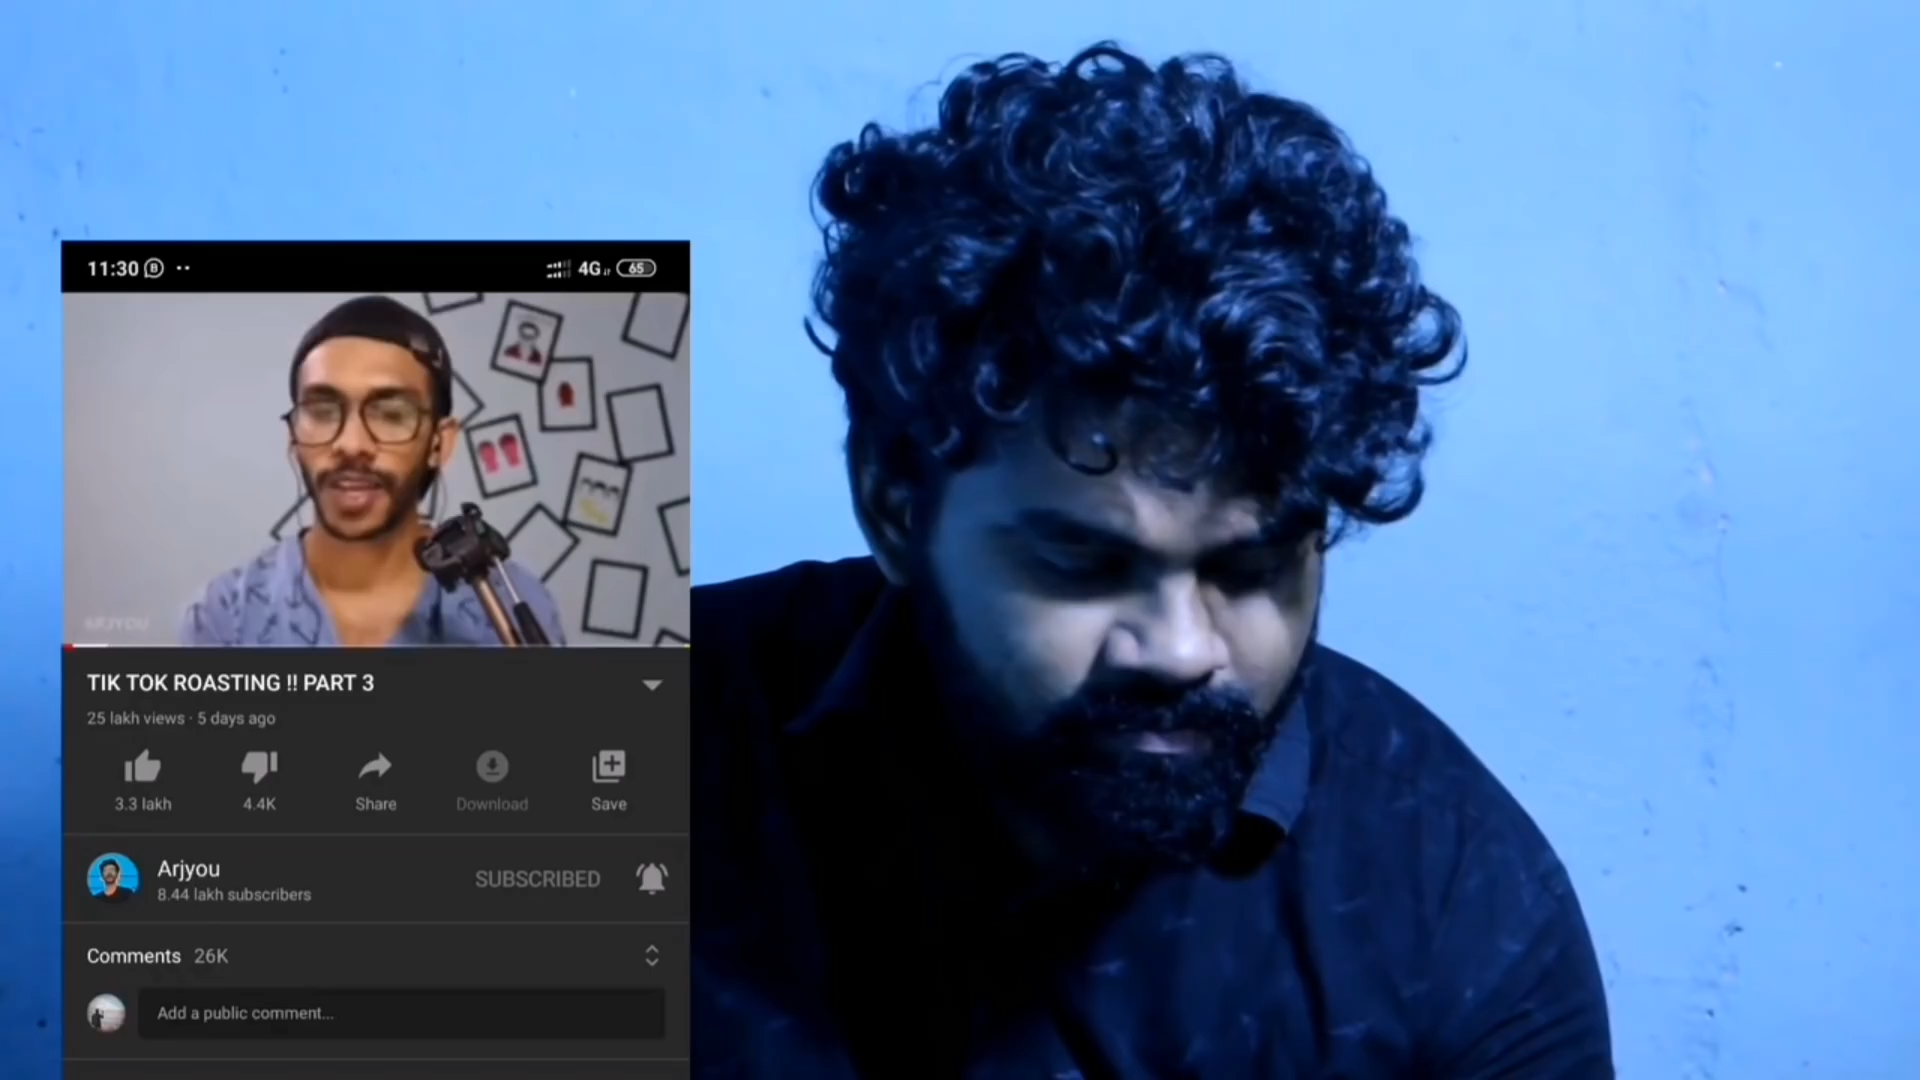 11:30
4G
65
ARJYOU
TIK TOK ROASTING !! PART 3
25 lakh views · 5 days ago
3.3 lakh
4.4K
Share
Download
Save
Arjyou
8.44 lakh subscribers
SUBSCRIBED
Comments 26K
Add a public comment...